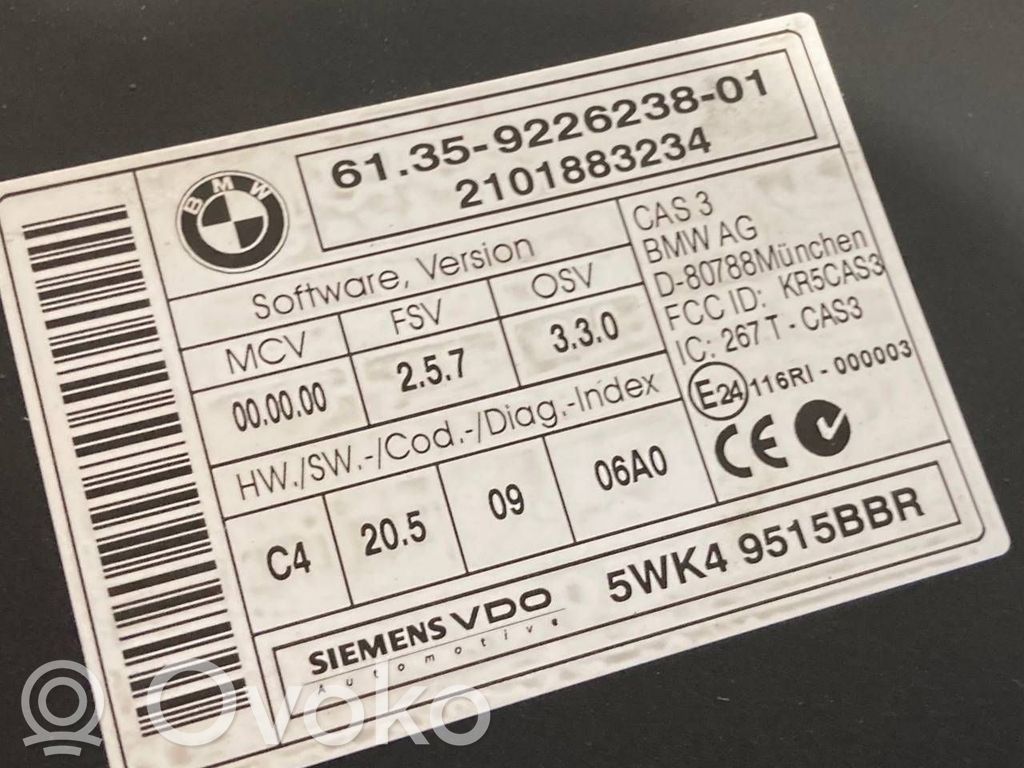 BMW
61.35-9226238-01
2101883234
Software, Version
MCV FSV OSV
00.00.00 2.5.7 3.3.0
HW./SW.-/Cod.-/Diag.-Index
C4 20.5 09 06A0
CAS 3
BMW AG
D-80788München
FCC ID: KR5CAS3
IC: 267 T - CAS3
E24 116RI - 000003
CE
SIEMENS VDO
Automotive
5WK4 9515BBR
Ovoko